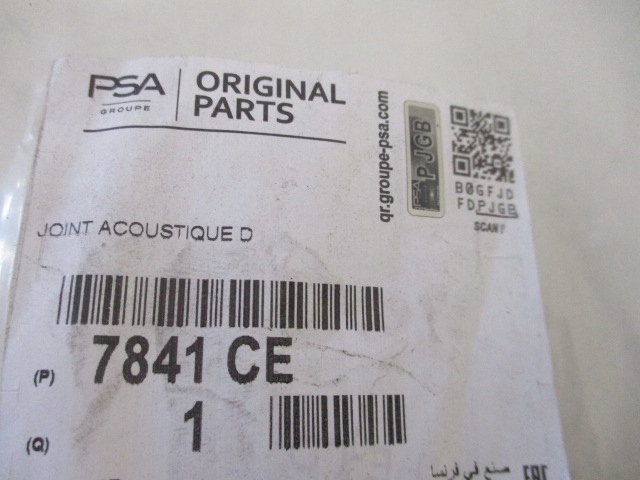 PSA
GROUPE
ORIGINAL
PARTS
qr.groupe-psa.com
PSA
PJGB
B0GFJD
FDPJGB
SCAN !
JOINT ACOUSTIQUE D
(P) 7841 CE
(Q) 1
صنع في فرنسا
EAC